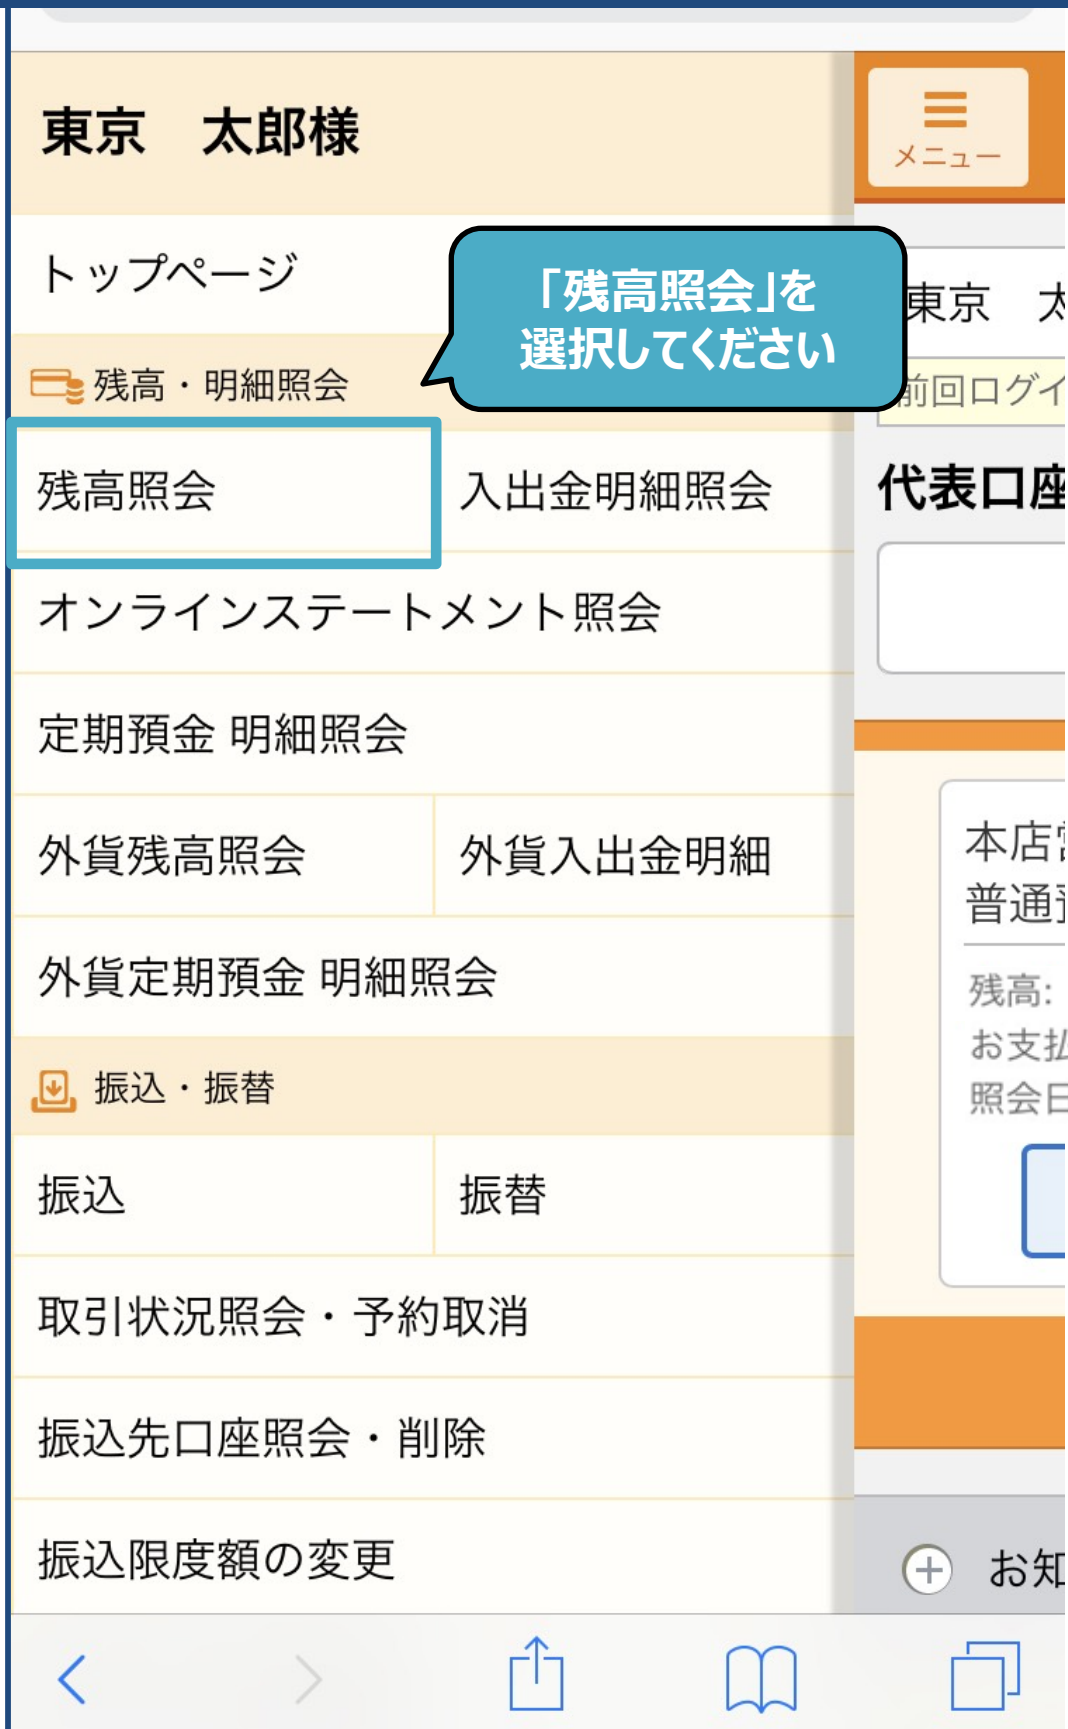 東京　太郎様
メニュー
トップページ
「残高照会」を
選択してください
東京　太
前回ログイ
残高・明細照会
残高照会
入出金明細照会
代表口座
オンラインステートメント照会
定期預金 明細照会
外貨残高照会
外貨入出金明細
本店
普通預
外貨定期預金 明細照会
残高:
お支払
照会日
振込・振替
振込
振替
取引状況照会・予約取消
振込先口座照会・削除
振込限度額の変更
お知